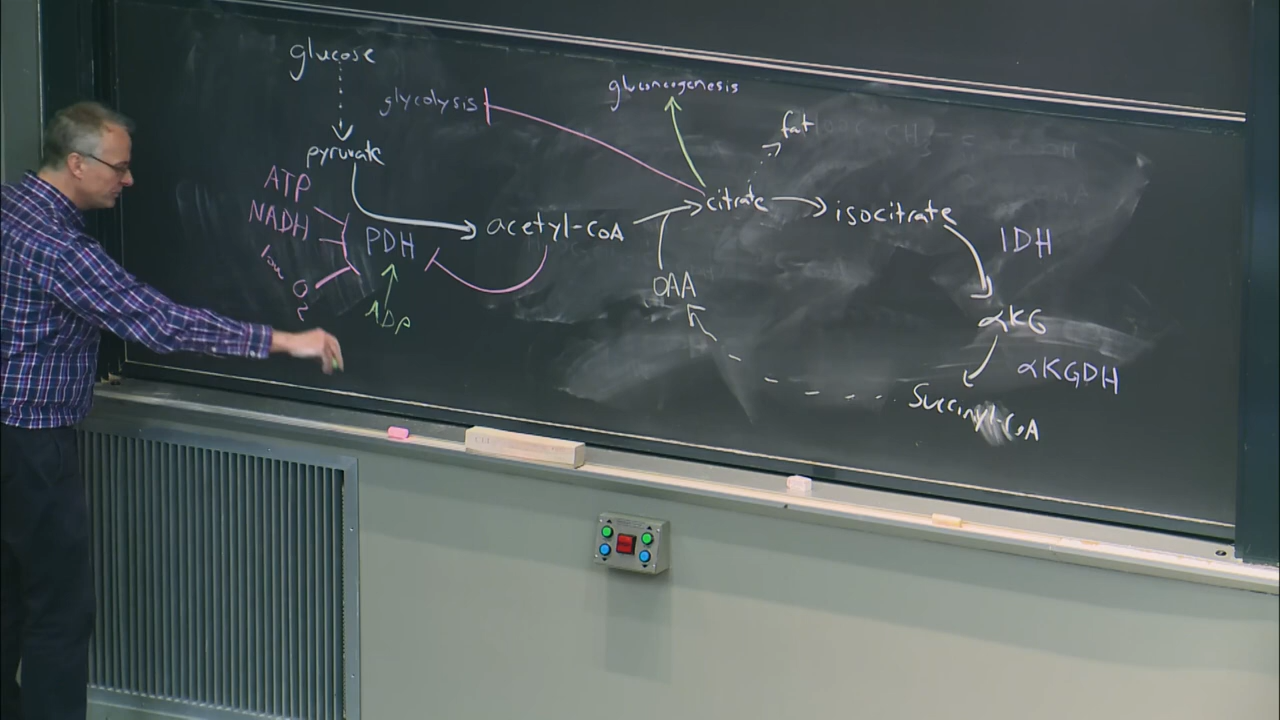 glucose
glycolysis
gluconeogenesis
fat
pyruvate
ATP
NADH
low O2
PDH
ADP
acetyl-CoA
citrate
isocitrate
OAA
IDH
αKG
αKGDH
Succinyl-CoA